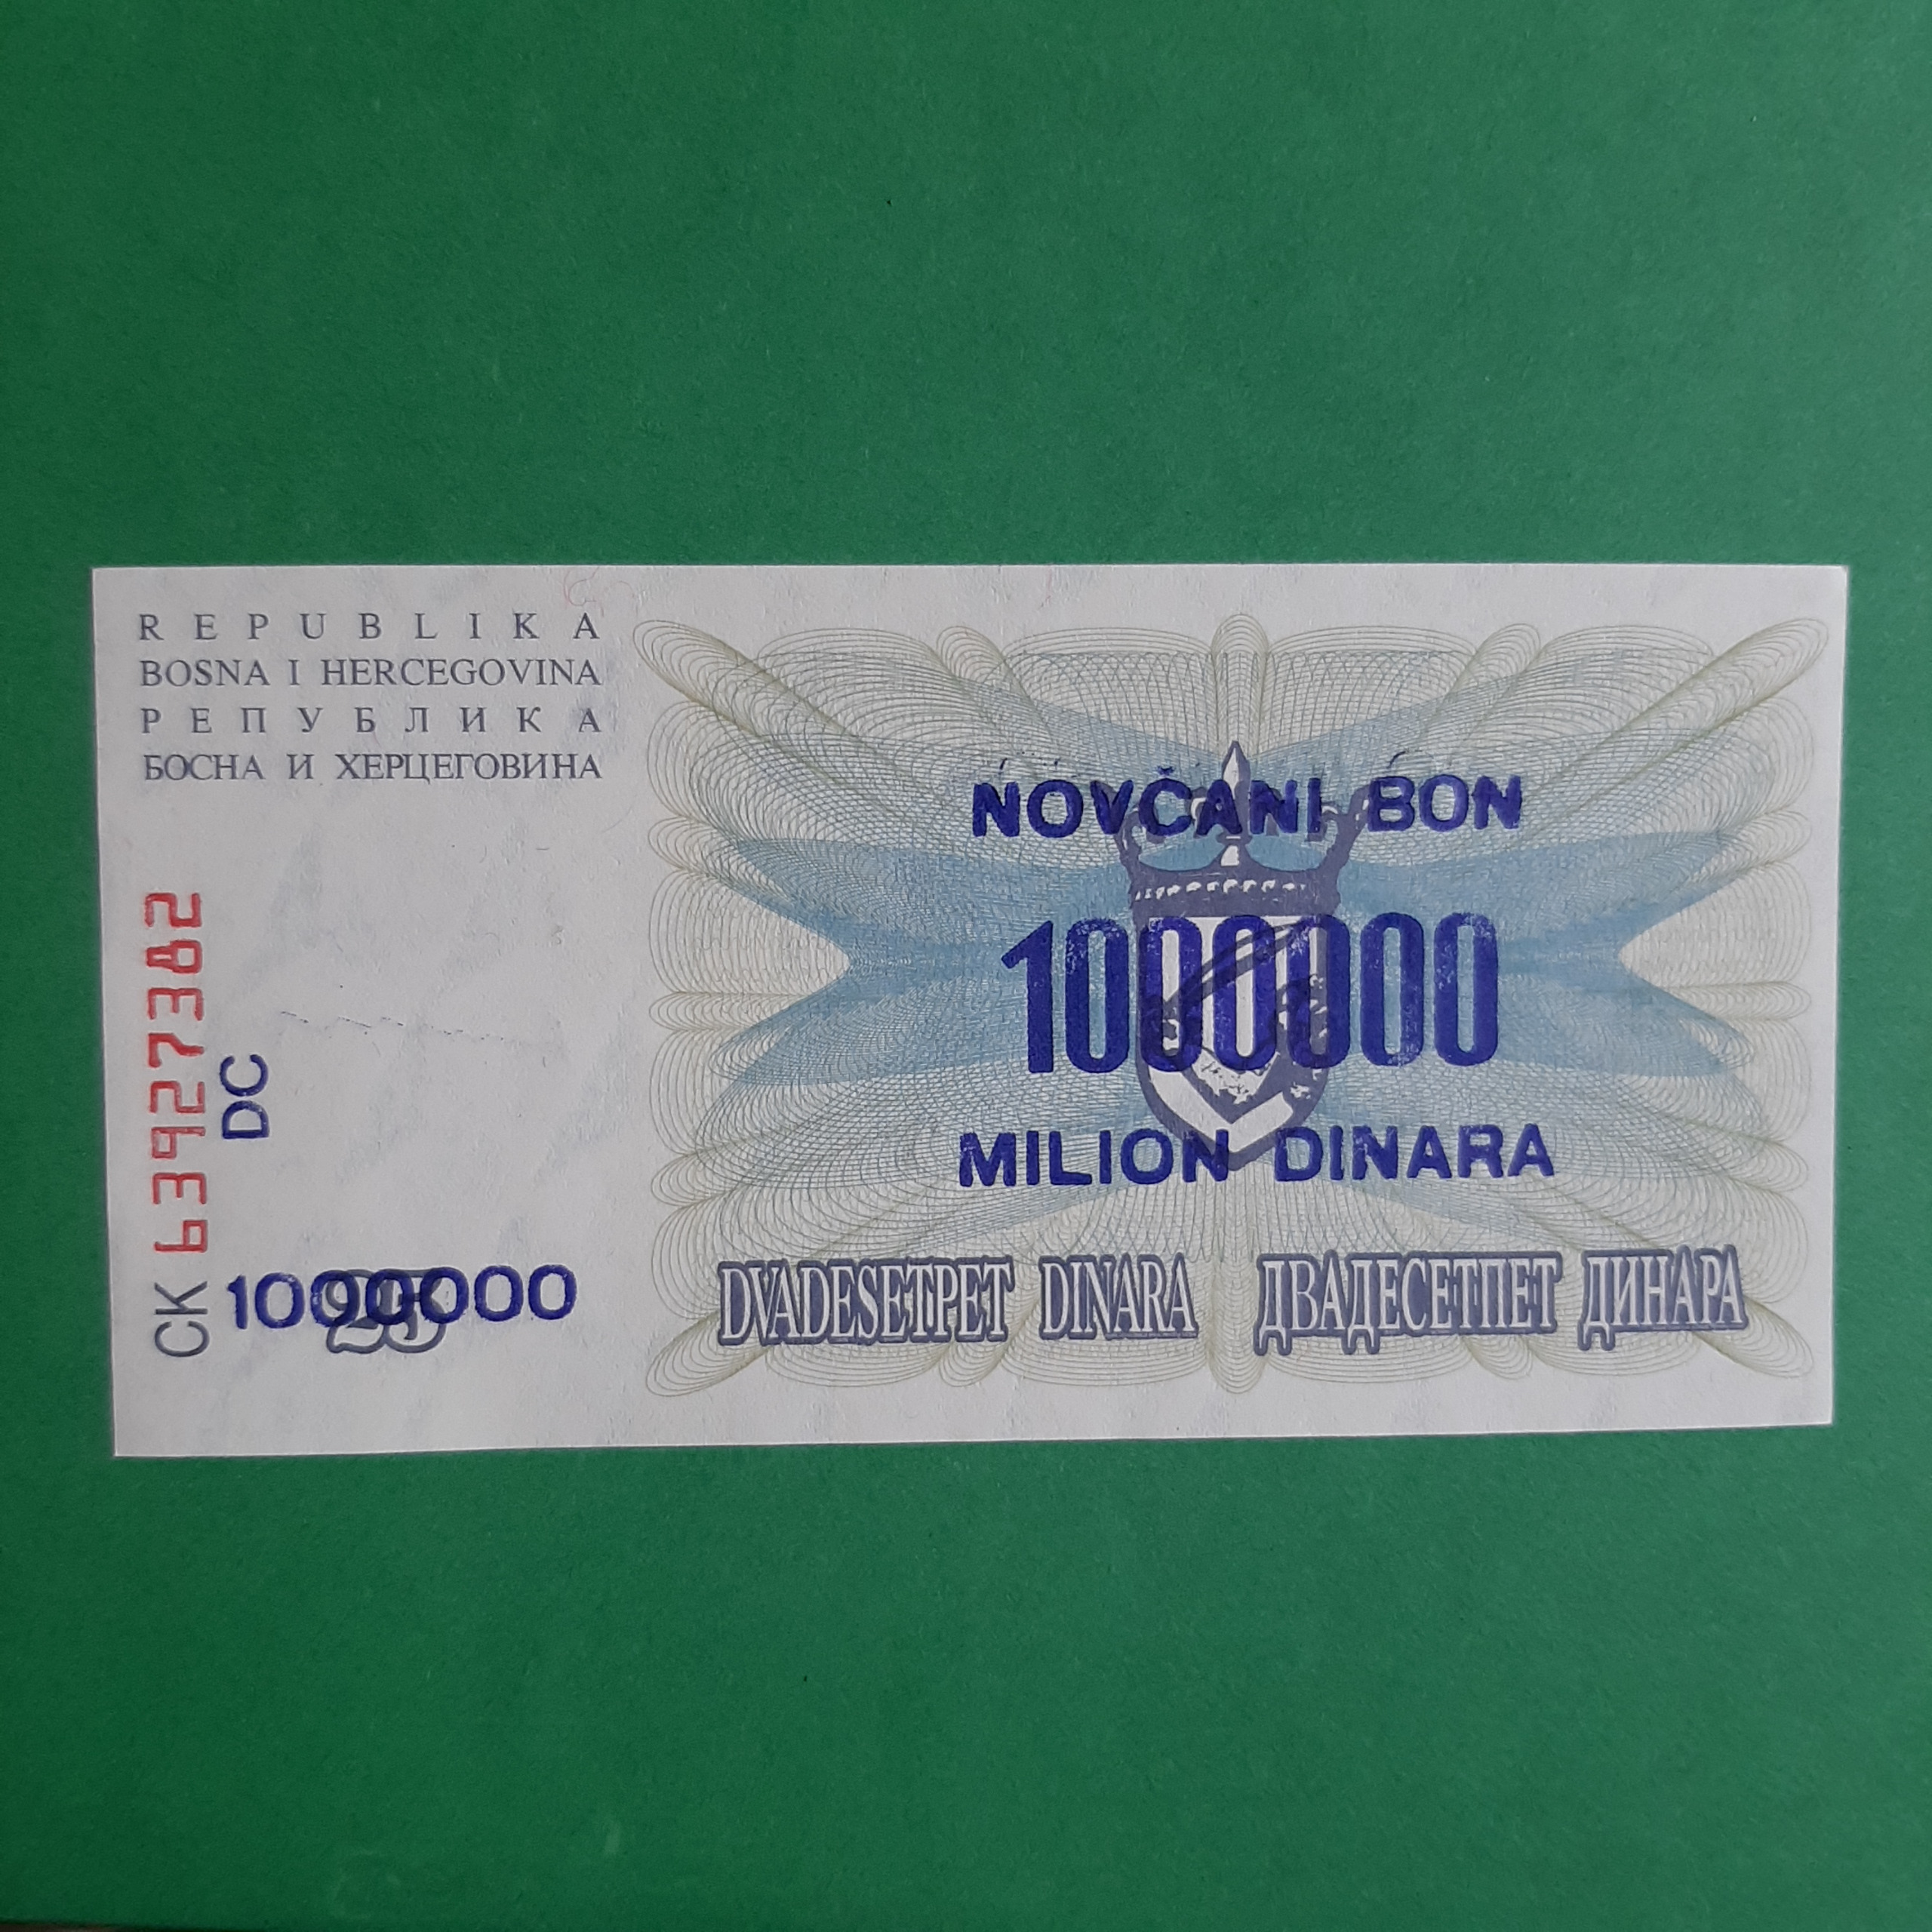 REPUBLIKA
BOSNA I HERCEGOVINA
РЕПУБЛИКА
БОСНА И ХЕРЦЕГОВИНА
NOVČANI BON
1000000
MILION DINARA
CK 63927382
DC
1000000
25
DVADESETPET DINARA ДВАДЕСЕТПЕТ ДИНАРА